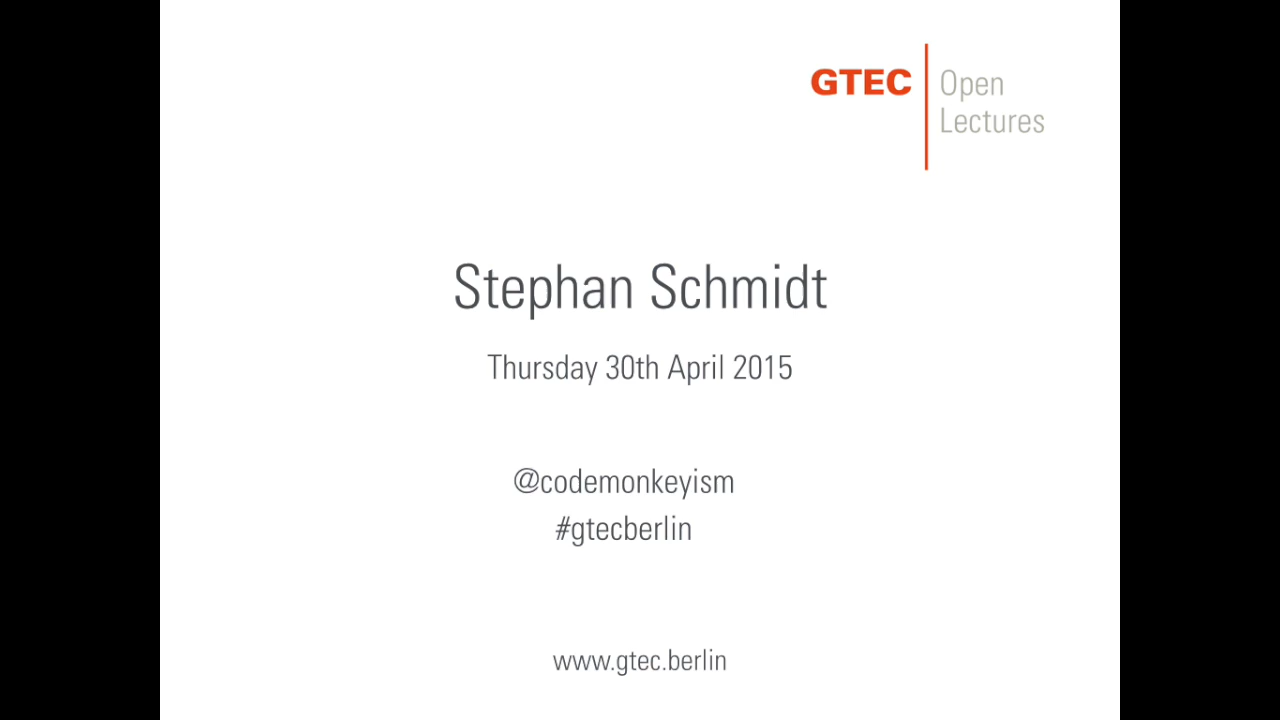 GTEC
Open
Lectures
Stephan Schmidt
Thursday 30th April 2015
@codemonkeyism
#gtecberlin
www.gtec.berlin